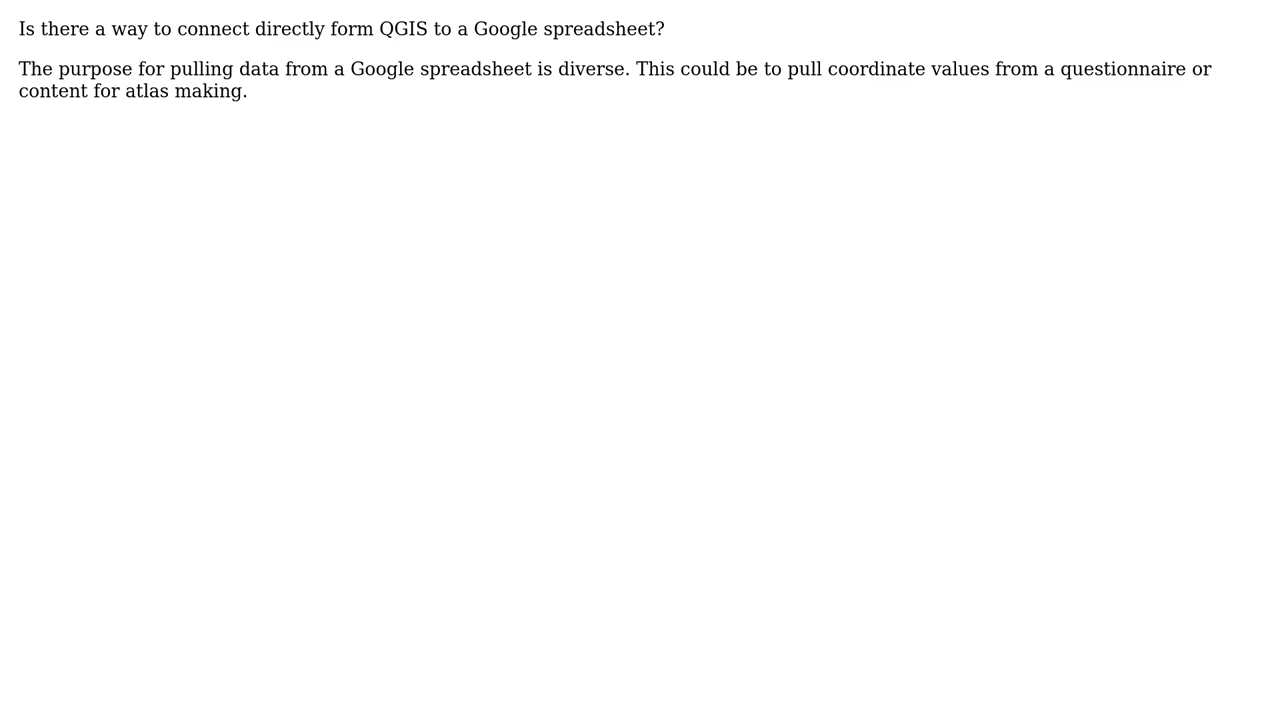 Is there a way to connect directly form QGIS to a Google spreadsheet?
The purpose for pulling data from a Google spreadsheet is diverse. This could be to pull coordinate values from a questionnaire or
content for atlas making.